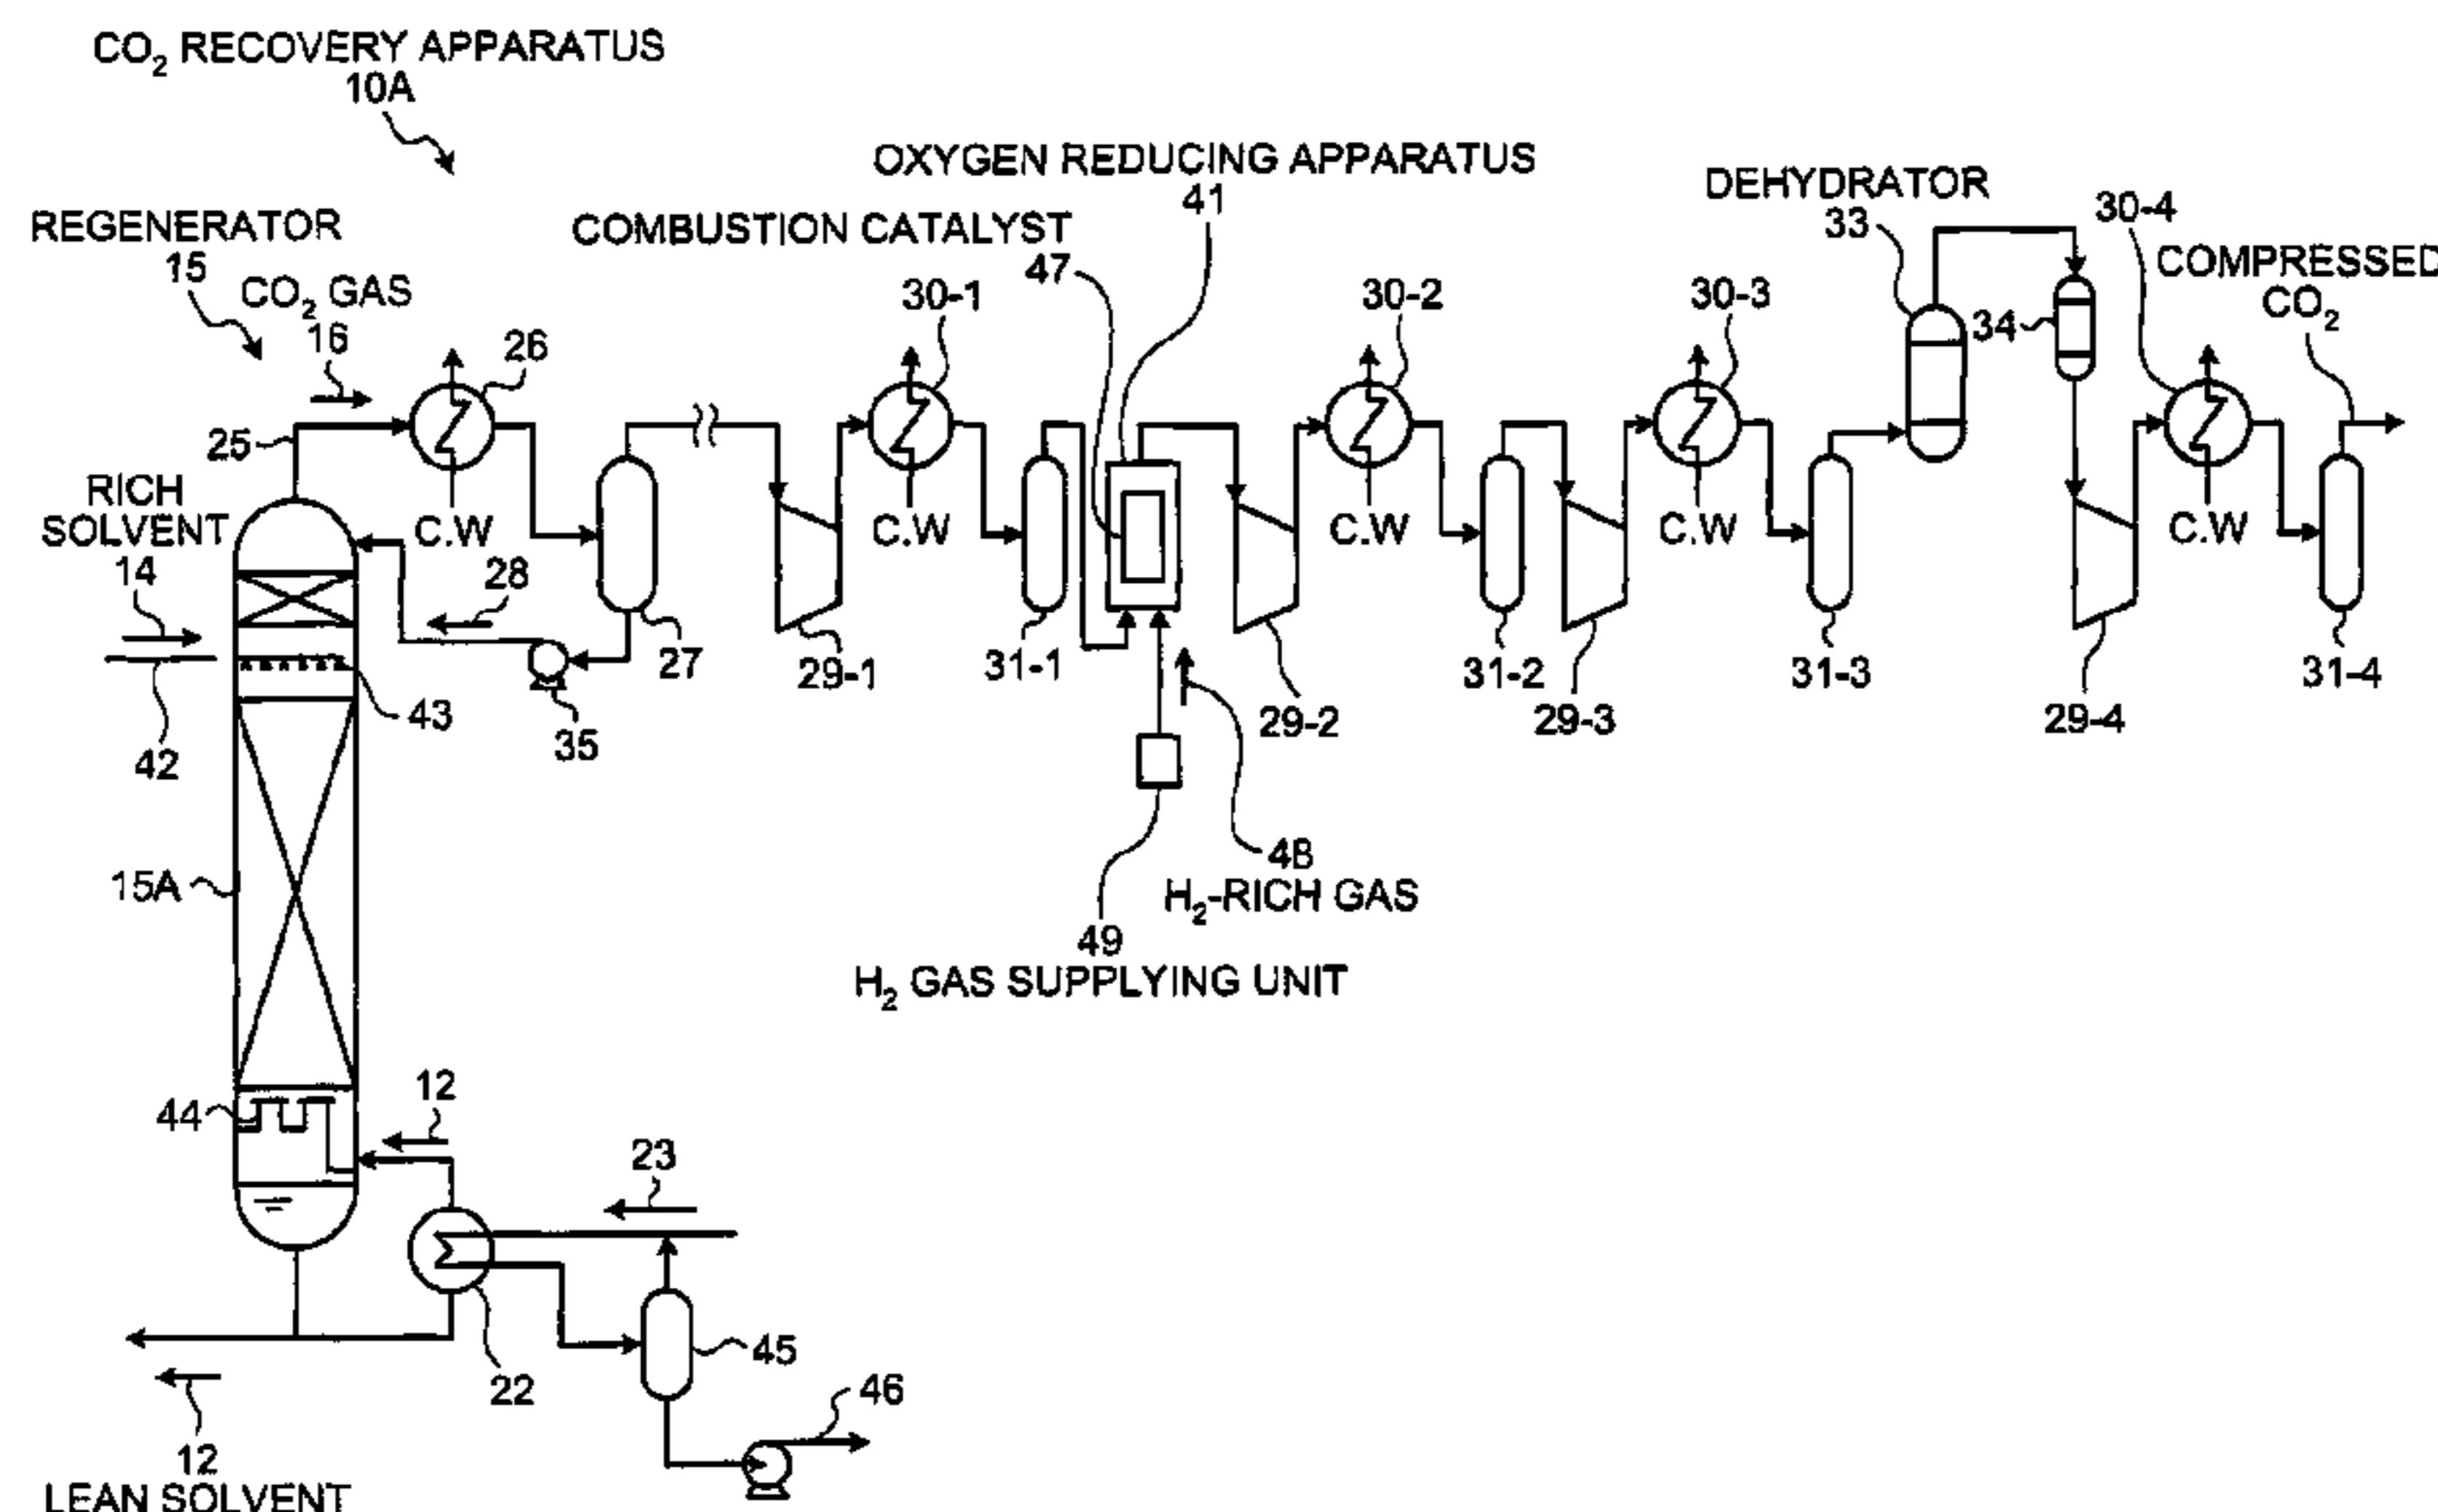 CO₂ RECOVERY APPARATUS
10A
OXYGEN REDUCING APPARATUS
41
DEHYDRATOR
33
30-4
REGENERATOR
15
COMBUSTION CATALYST
47
COMPRESSED
CO₂
CO₂ GAS
16
26
30-1
30-2
30-3
34
25
RICH
SOLVENT
14
C.W
C.W
C.W
C.W
C.W
28
42
43
35
27
29-1
31-1
29-2
31-2
29-3
31-3
29-4
31-4
48
H₂-RICH GAS
49
H₂ GAS SUPPLYING UNIT
15A
44
12
23
22
45
46
12
LEAN SOLVENT